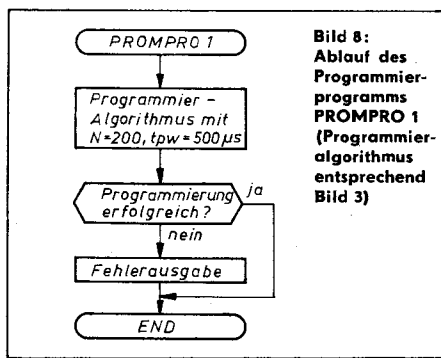 PROMPRO 1
Programmier-
Algorithmus mit
N=200, tpw=500µs
Programmierung
erfolgreich?
ja
nein
Fehlerausgabe
END
Bild 8:
Ablauf des
Programmier-
programms
PROMPRO 1
(Programmier-
algorithmus
entsprechend
Bild 3)